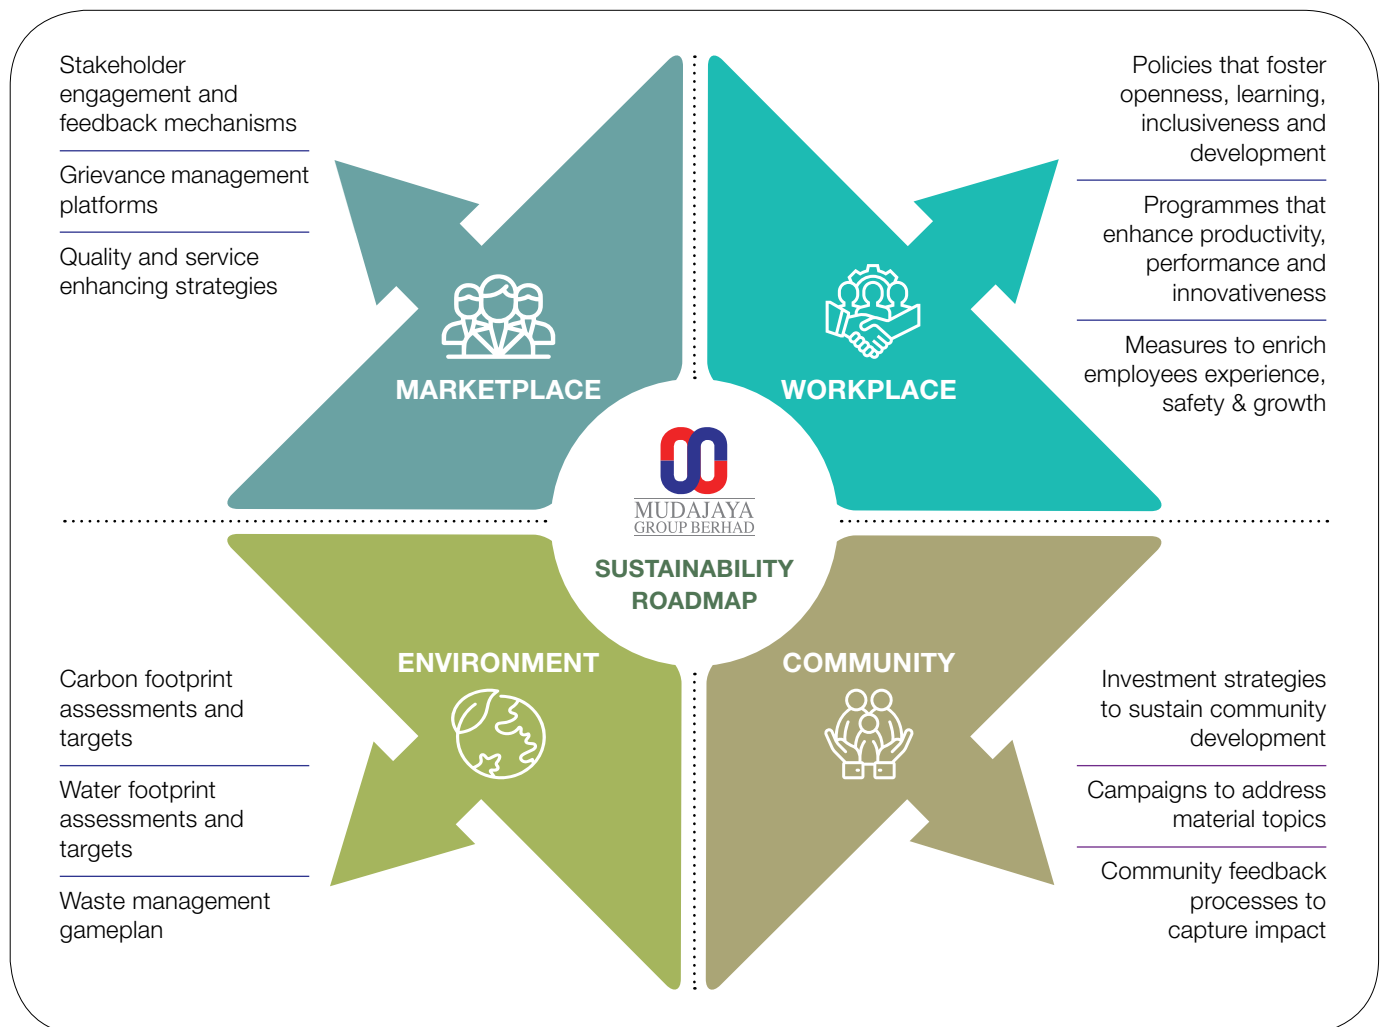 Stakeholder
engagement and
feedback mechanisms
Grievance management
platforms
Quality and service
enhancing strategies
MARKETPLACE
Policies that foster
openness, learning,
inclusiveness and
development
Programmes that
enhance productivity,
performance and
innovativeness
Measures to enrich
employees experience,
safety & growth
WORKPLACE
MUDAJAYA
GROUP BERHAD
SUSTAINABILITY
ROADMAP
ENVIRONMENT
Carbon footprint
assessments and
targets
Water footprint
assessments and
targets
Waste management
gameplan
COMMUNITY
Investment strategies
to sustain community
development
Campaigns to address
material topics
Community feedback
processes to
capture impact